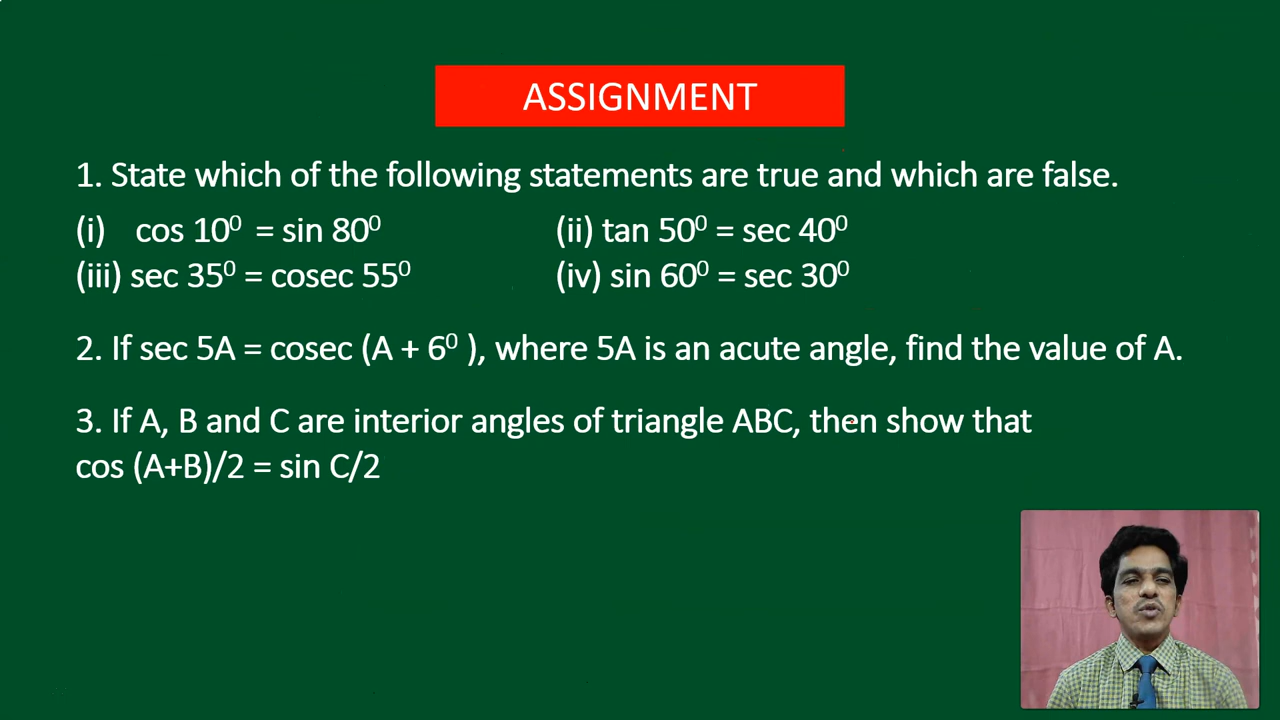 ASSIGNMENT
1. State which of the following statements are true and which are false.
(i) cos 10⁰ = sin 80⁰ (ii) tan 50⁰ = sec 40⁰
(iii) sec 35⁰ = cosec 55⁰ (iv) sin 60⁰ = sec 30⁰
2. If sec 5A = cosec (A + 6⁰ ), where 5A is an acute angle, find the value of A.
3. If A, B and C are interior angles of triangle ABC, then show that
cos (A+B)/2 = sin C/2